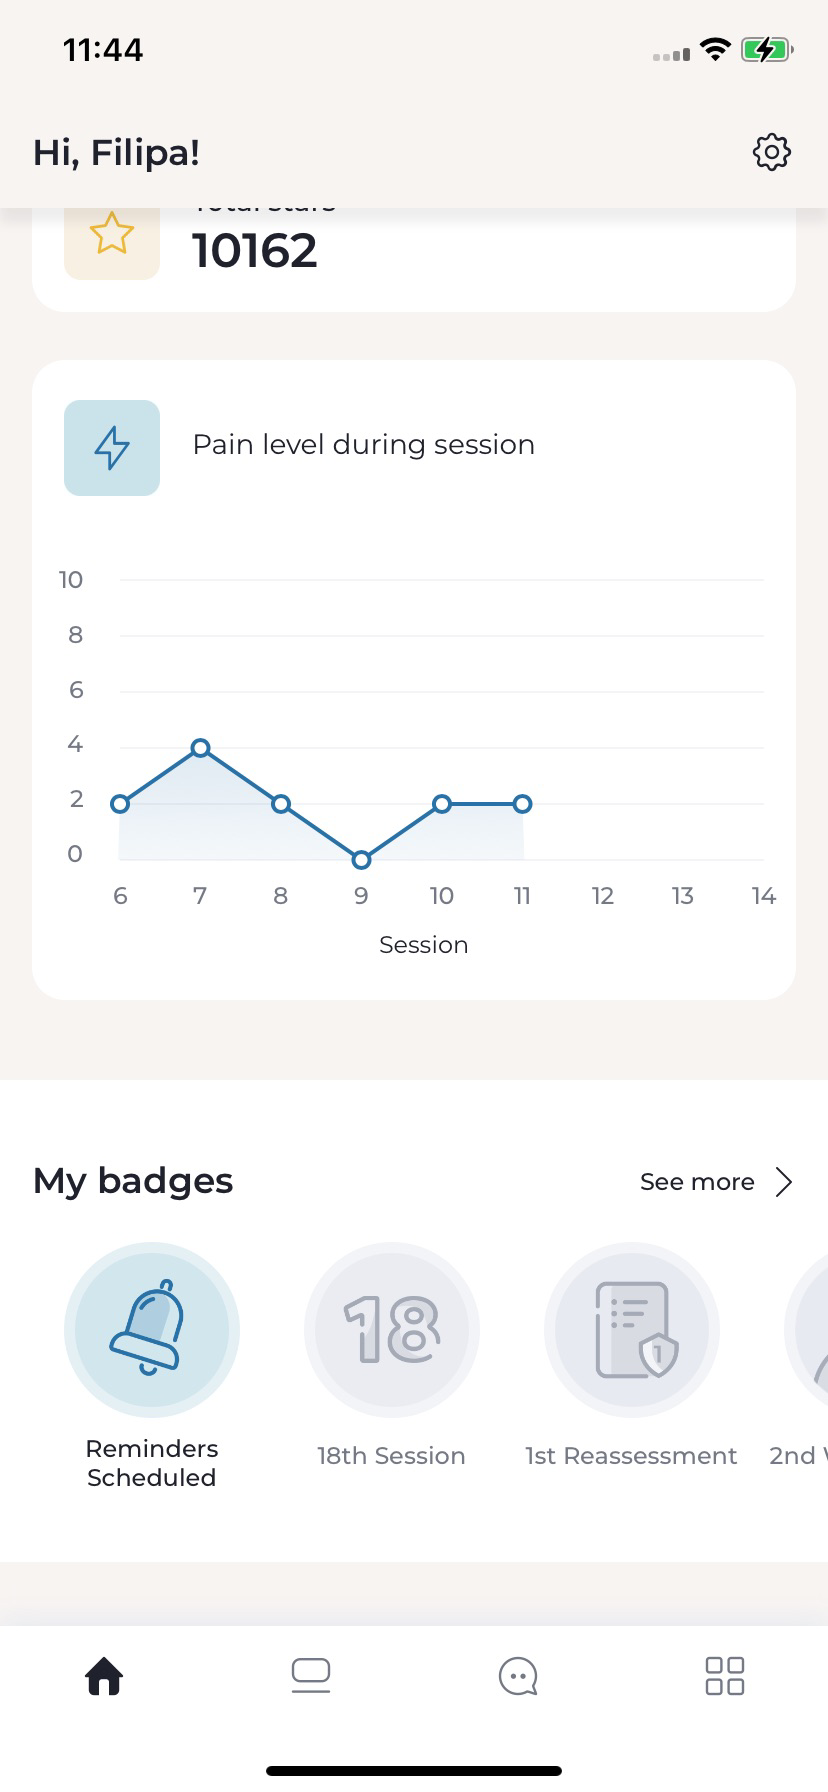 11:44
Hi, Filipa!
Total stars
10162
Pain level during session
10
8
6
4
2
0
6 7 8 9 10 11 12 13 14
Session
My badges
See more
18
1
Reminders
Scheduled
18th Session
1st Reassessment
2nd